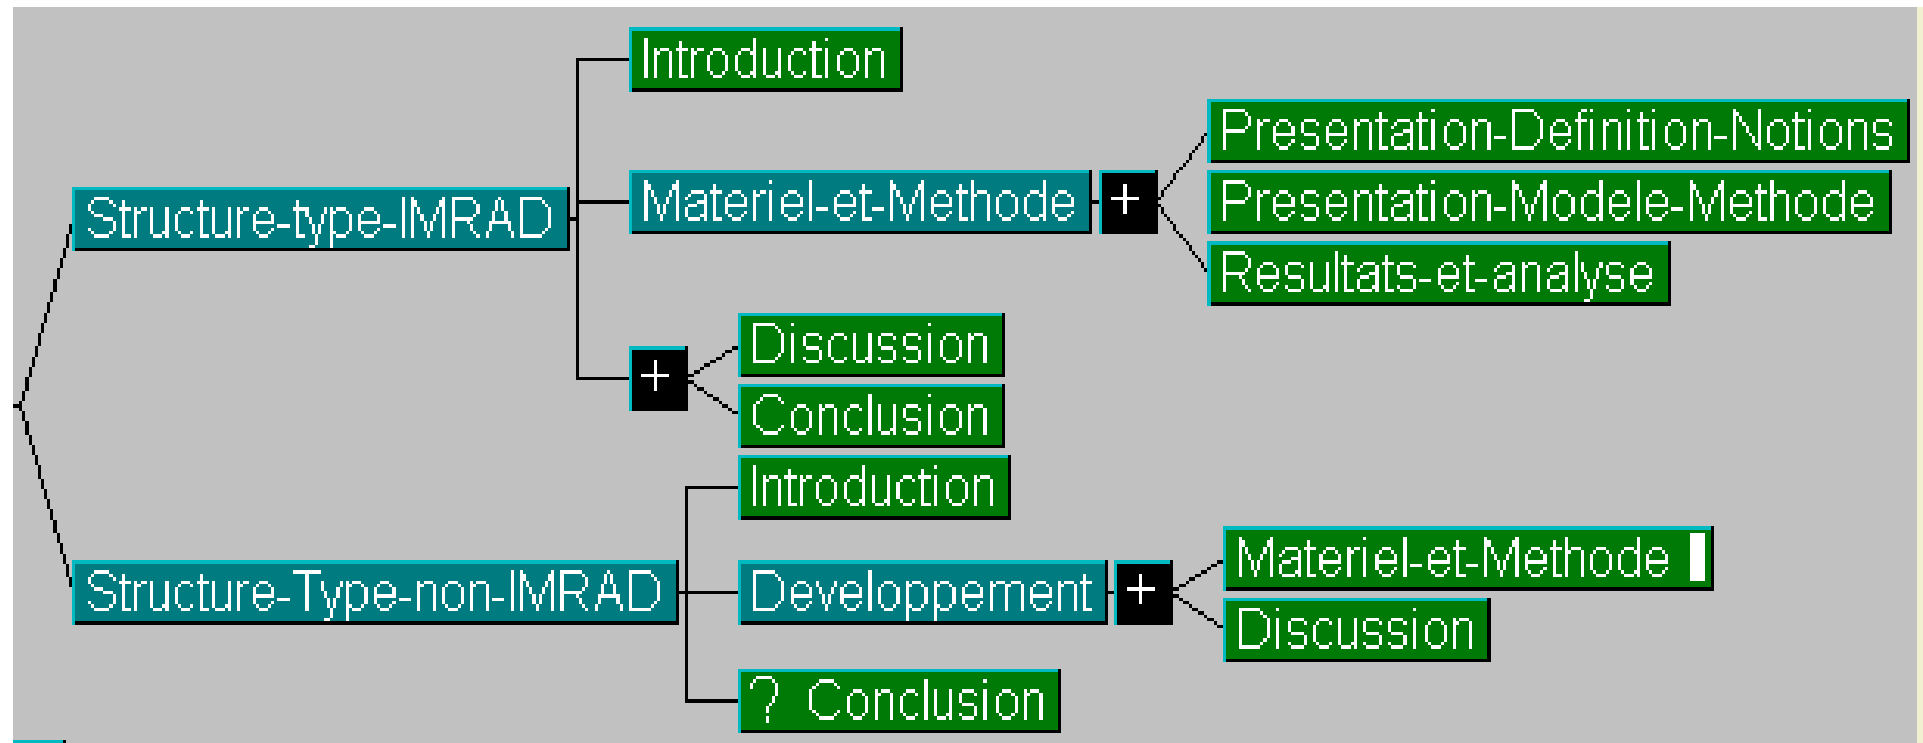 Introduction
Presentation-Definition-Notions
Structure-type-IMRAD
Materiel-et-Methode +
Presentation-Modele-Methode
Resultats-et-analyse
+
Discussion
Conclusion
Introduction
Structure-Type-non-IMRAD
Developpement +
Materiel-et-Methode
Discussion
? Conclusion